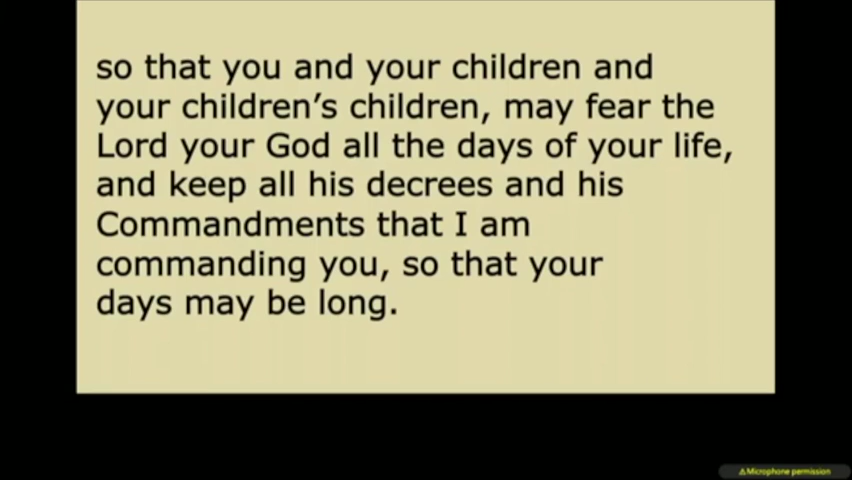 so that you and your children and
your children’s children, may fear the
Lord your God all the days of your life,
and keep all his decrees and his
Commandments that I am
commanding you, so that your
days may be long.
⚠Microphone permission